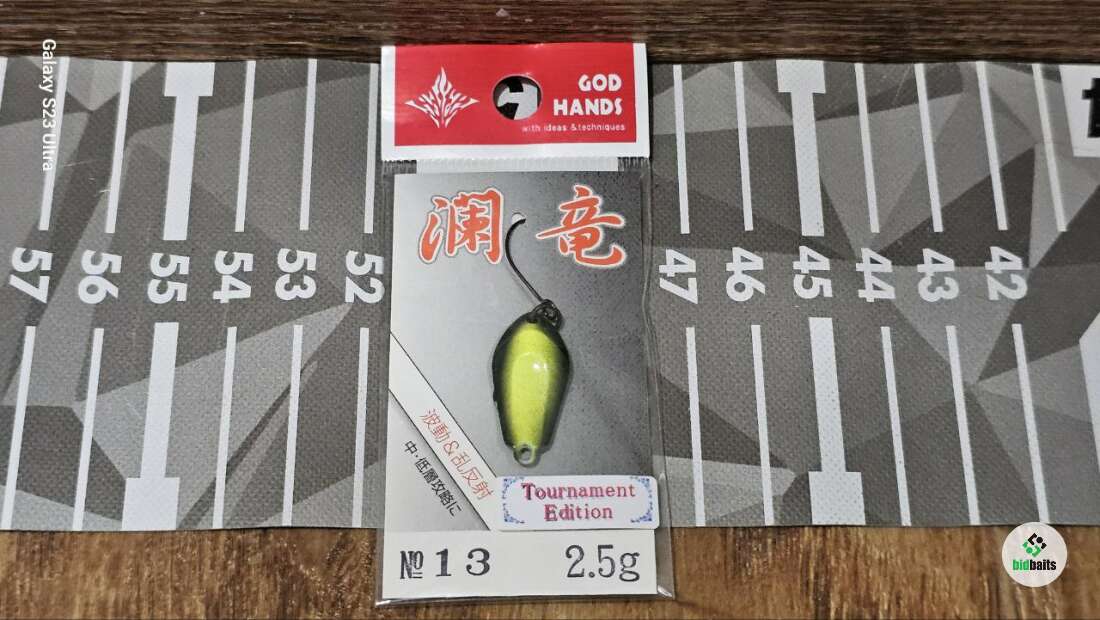 Galaxy S23 Ultra
GOD
HANDS
with ideas &techniques
瀾竜
波動&乱反射
中・低層攻略に
Tournament
Edition
№13
2.5g
57 56 55 54 53 52 47 46 45 44 43 42
bidbaits